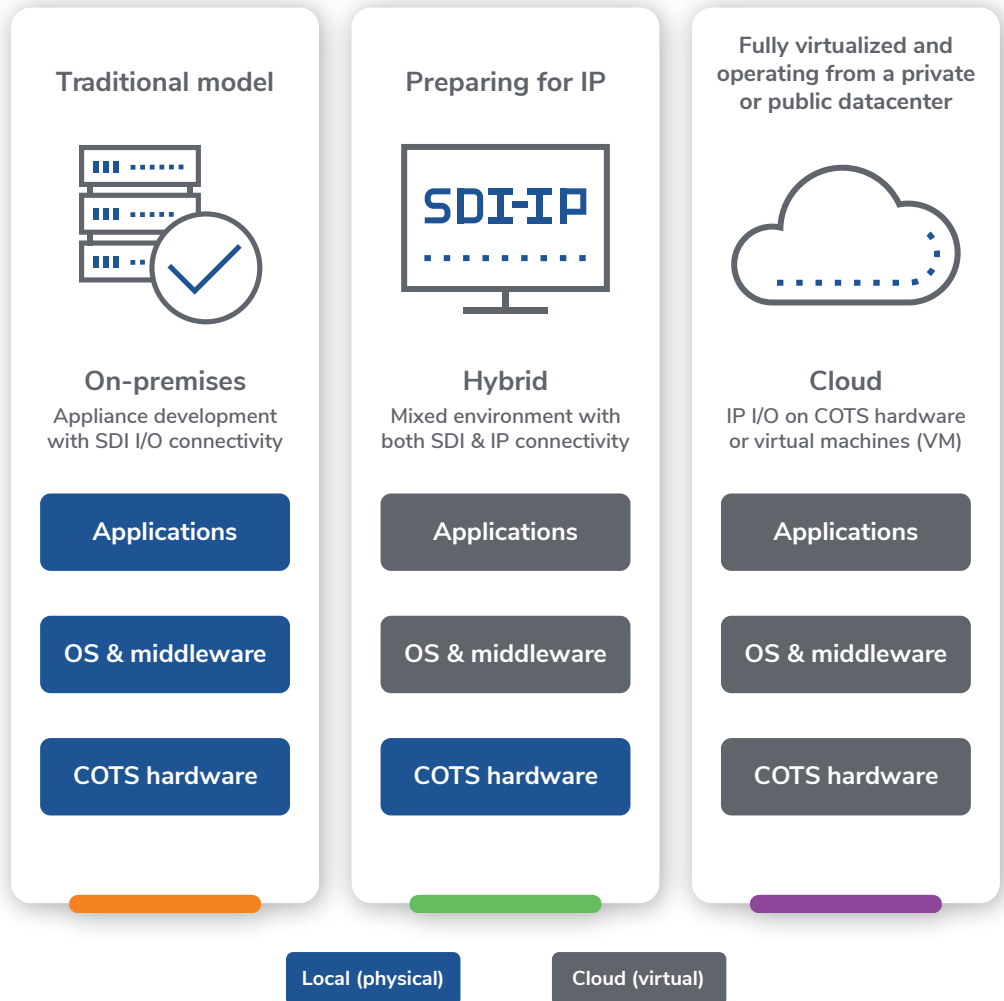 Traditional model
On-premises
Appliance development
with SDI I/O connectivity
Applications
OS & middleware
COTS hardware
Preparing for IP
SDI-IP
Hybrid
Mixed environment with
both SDI & IP connectivity
Applications
OS & middleware
COTS hardware
Fully virtualized and
operating from a private
or public datacenter
Cloud
IP I/O on COTS hardware
or virtual machines (VM)
Applications
OS & middleware
COTS hardware
Local (physical)
Cloud (virtual)